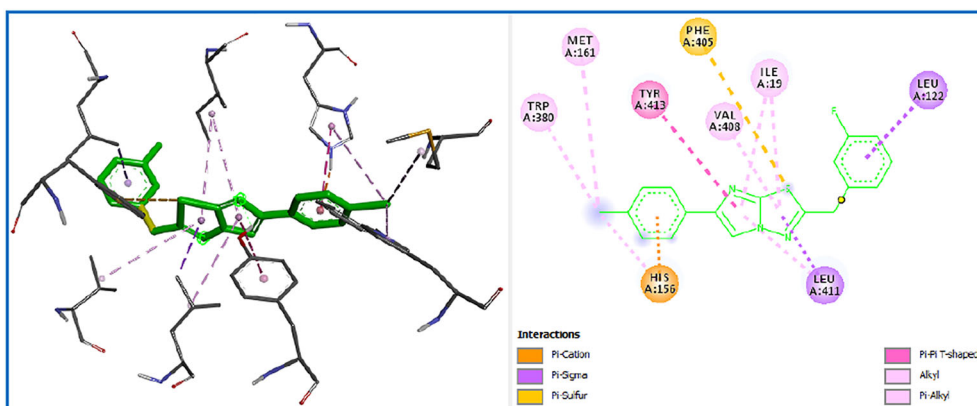 PHE
A:405
MET
A:161
ILE
A:19
LEU
A:122
TYR
A:413
TRP
A:380
VAL
A:408
F
N
S
N
N
HIS
A:156
LEU
A:411
Interactions
Pi-Cation
Pi-Sigma
Pi-Sulfur
Pi-Pi T-shaped
Alkyl
Pi-Alkyl